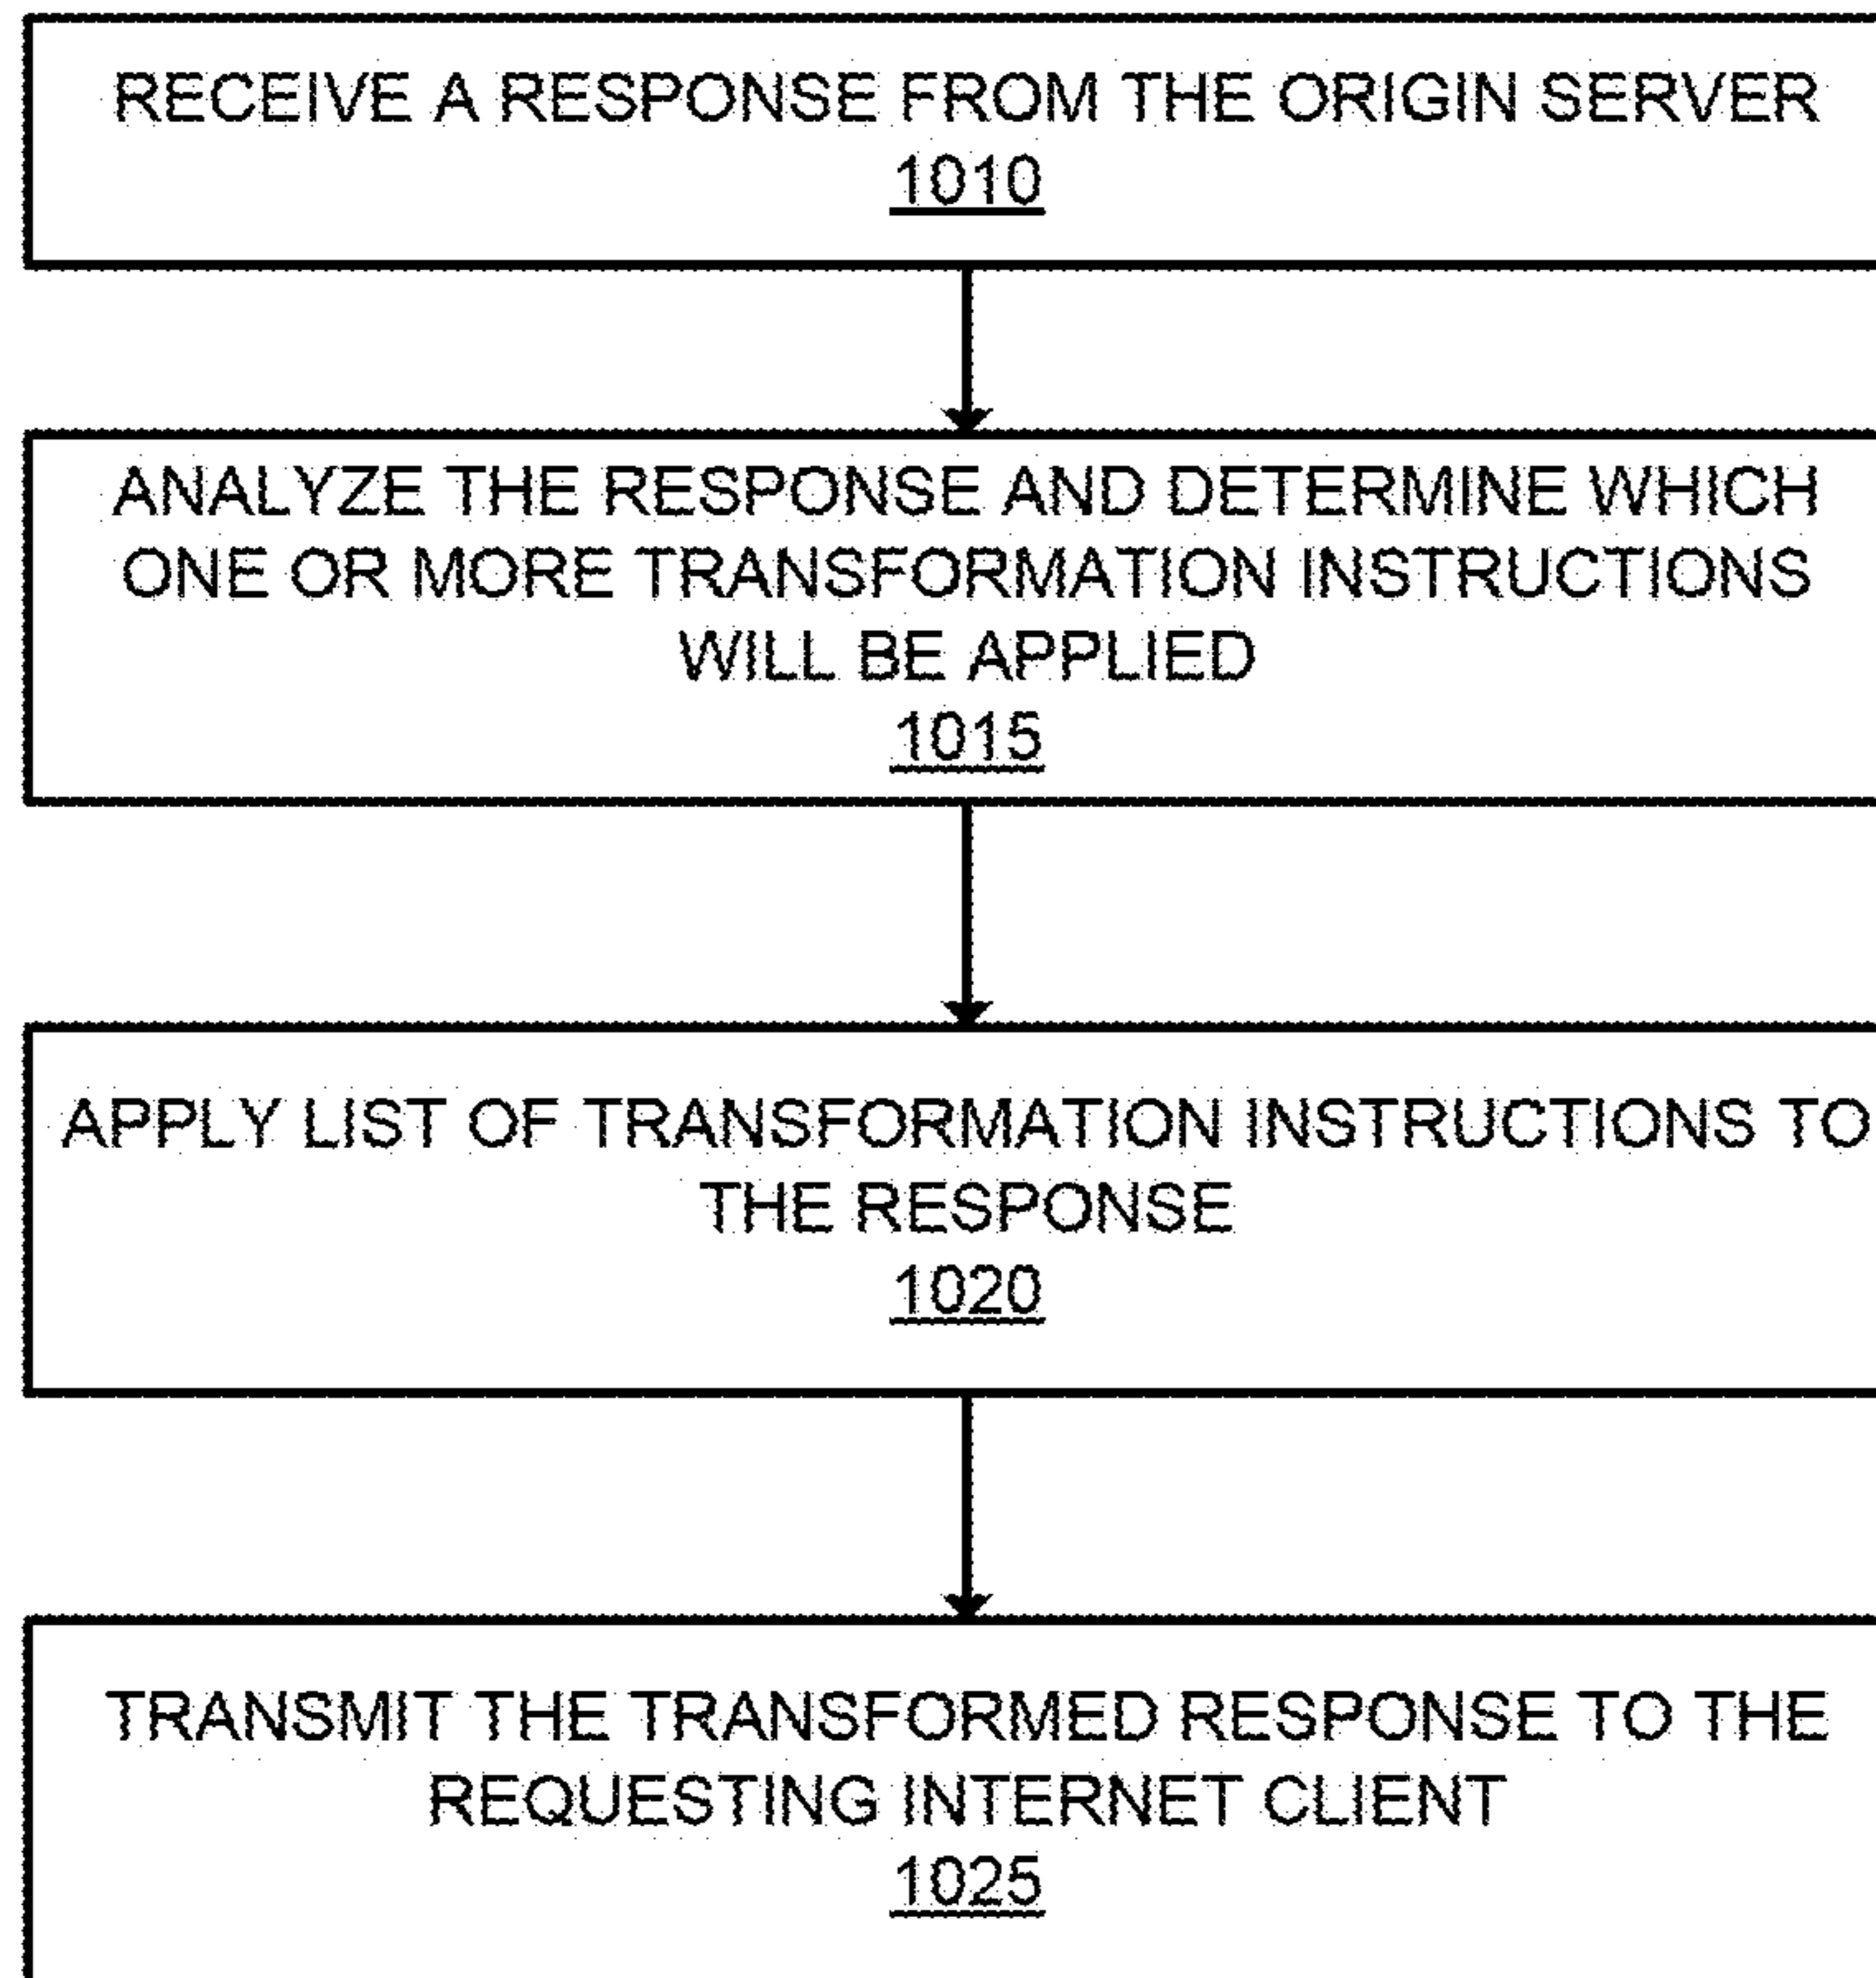 RECEIVE A RESPONSE FROM THE ORIGIN SERVER
1010
ANALYZE THE RESPONSE AND DETERMINE WHICH
ONE OR MORE TRANSFORMATION INSTRUCTIONS
WILL BE APPLIED
1015
APPLY LIST OF TRANSFORMATION INSTRUCTIONS TO
THE RESPONSE
1020
TRANSMIT THE TRANSFORMED RESPONSE TO THE
REQUESTING INTERNET CLIENT
1025